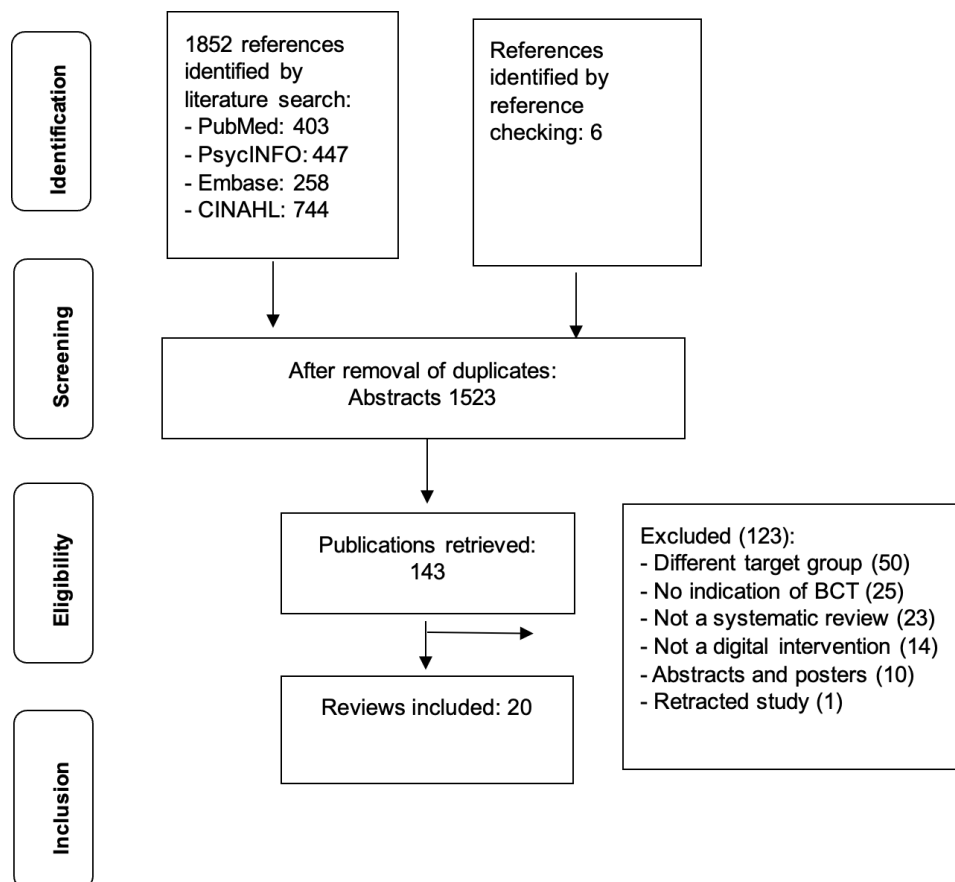 Identification
1852 references
identified by
literature search:
- PubMed: 403
- PsycINFO: 447
- Embase: 258
- CINAHL: 744
References
identified by
reference
checking: 6
Screening
After removal of duplicates:
Abstracts 1523
Eligibility
Publications retrieved:
143
Excluded (123):
- Different target group (50)
- No indication of BCT (25)
- Not a systematic review (23)
- Not a digital intervention (14)
- Abstracts and posters (10)
- Retracted study (1)
Inclusion
Reviews included: 20